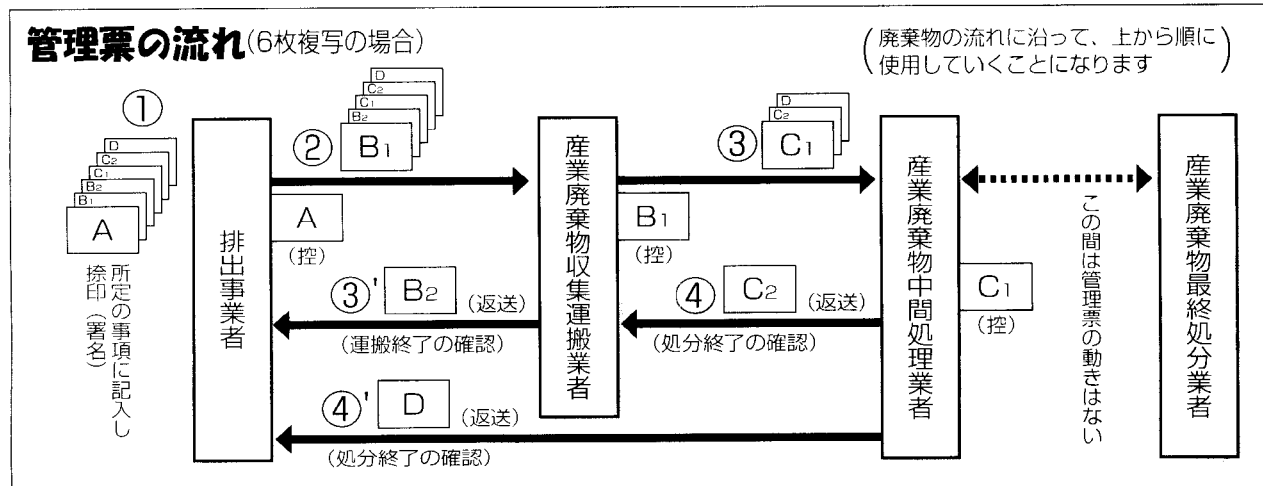 管理票の流れ(6枚複写の場合)
(廃棄物の流れに沿って、上から順に
使用していくことになります)
①
D
C2
C1
B2
B1
A
所定の事項に記入し
捺印(署名)
排出事業者
②
D
C2
C1
B2
B1
A
(控)
③' B2 (返送)
(運搬終了の確認)
④' D (返送)
(処分終了の確認)
産業廃棄物収集運搬業者
③
D
C2
C1
B1
(控)
④ C2 (返送)
(処分終了の確認)
産業廃棄物中間処理業者
C1
(控)
この間は管理票の動きはない
産業廃棄物最終処分業者